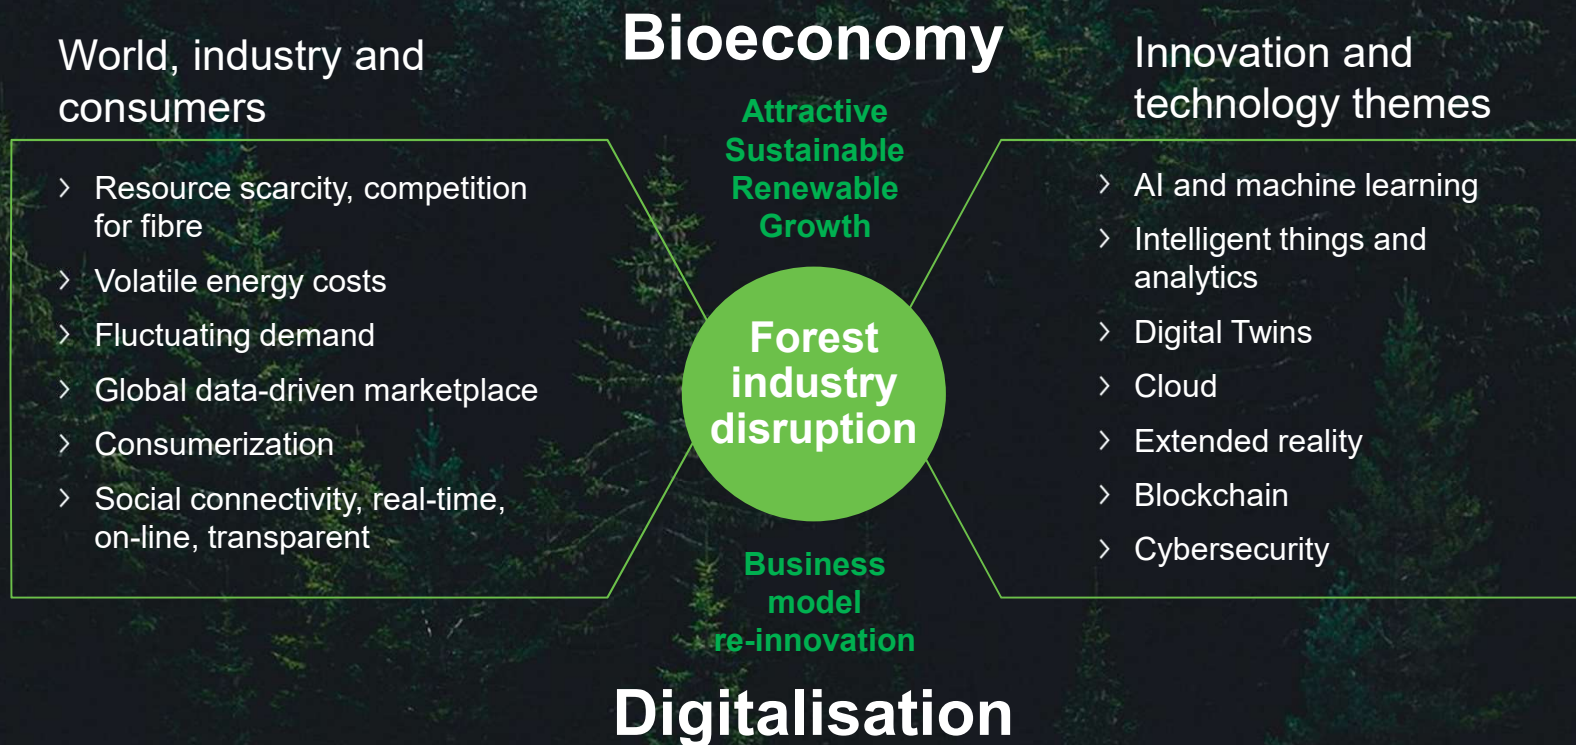 Bioeconomy
World, industry and
consumers
Resource scarcity, competition
for fibre
Volatile energy costs
Fluctuating demand
Global data-driven marketplace
Consumerization
Social connectivity, real-time,
on-line, transparent
Attractive
Sustainable
Renewable
Growth
Forest
industry
disruption
Business
model
re-innovation
Digitalisation
Innovation and
technology themes
AI and machine learning
Intelligent things and
analytics
Digital Twins
Cloud
Extended reality
Blockchain
Cybersecurity